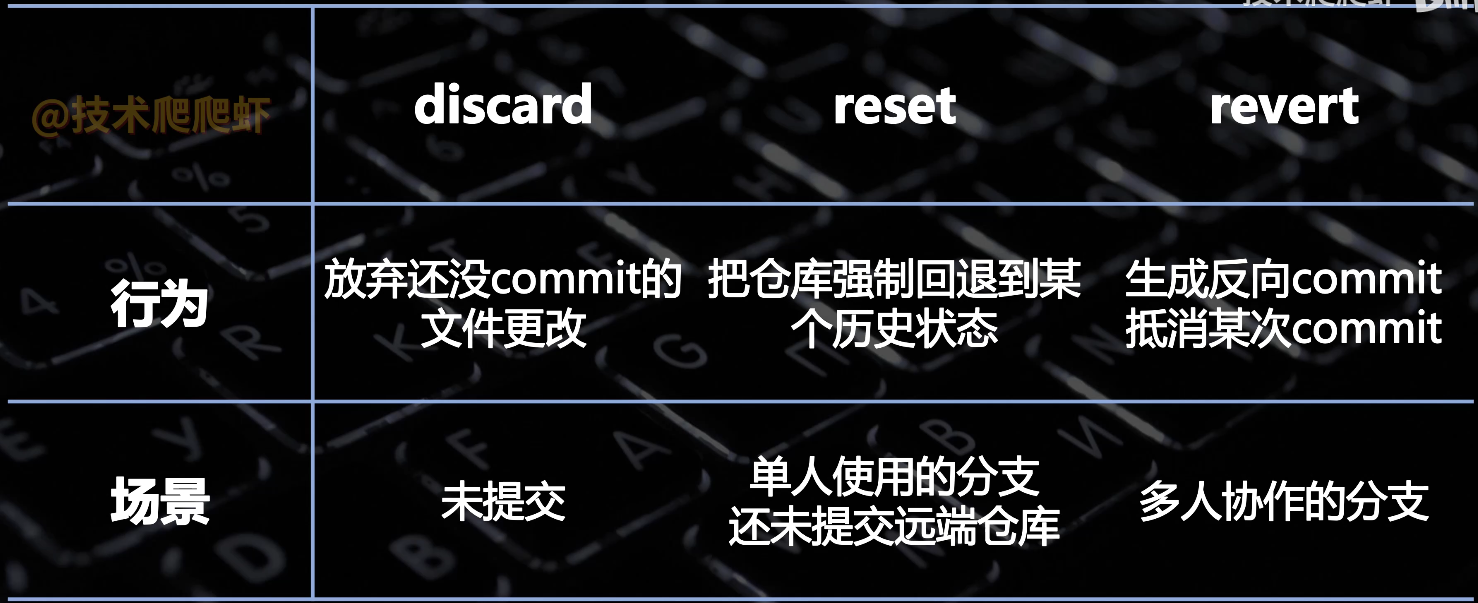 @技术爬爬虾
discard
reset
revert
行为
放弃还没commit的
文件更改
把仓库强制回退到某
个历史状态
生成反向commit
抵消某次commit
场景
未提交
单人使用的分支
还未提交远端仓库
多人协作的分支